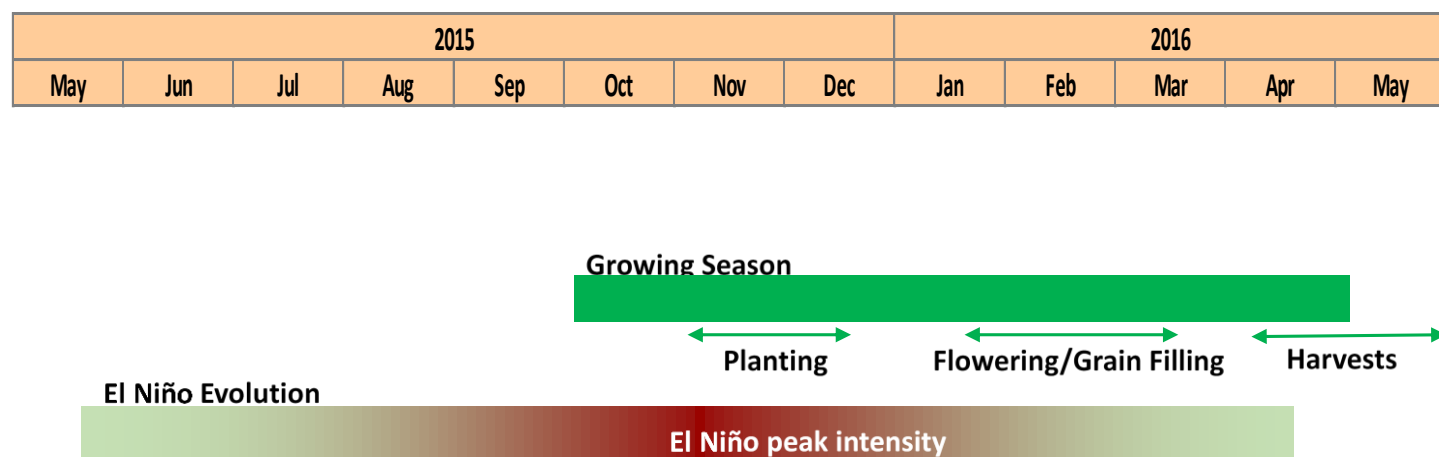 2015 2016
May Jun Jul Aug Sep Oct Nov Dec Jan Feb Mar Apr May
Growing Season
Planting Flowering/Grain Filling Harvests
El Niño Evolution
El Niño peak intensity